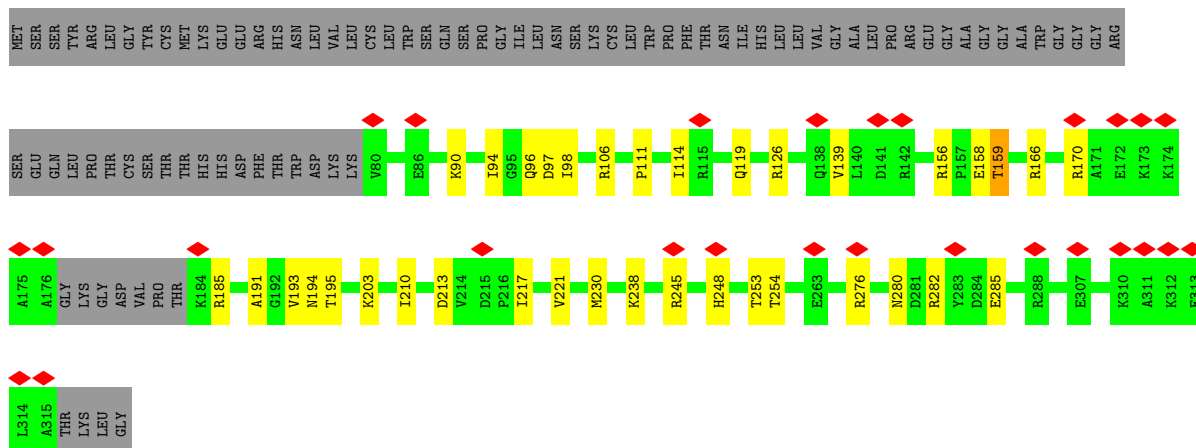 MET SER SER TYR ARG LEU GLY TYR CYS MET LYS GLU GLU ARG HIS ASN LEU VAL LEU CYS LEU TRP SER GLN SER PRO GLY ILE LEU ASN SER LYS CYS LEU TRP PRO PHE THR ASN ILE HIS LEU LEU VAL GLY ALA LEU PRO ARG GLU GLY ALA GLY GLY ALA TRP GLY GLY GLY ARG
SER GLU GLN LEU PRO THR CYS SER THR THR HIS HIS ASP PHE THR TRP ASP LYS LYS V80 E86 K90 I94 G95 Q96 D97 I98 R106 P111 I114 R115 Q119 R126 Q138 V139 L140 D141 R142 R156 P157 E158 T159 R166 R170 A171 E172 K173 K174
A175 A176 GLY LYS GLY ASP VAL PRO THR K184 R185 A191 G192 V193 N194 T195 K203 I210 D213 V214 D215 P216 I217 V221 M230 K238 R245 H248 T253 T254 E263 R276 N280 D281 R282 Y283 D284 E285 R288 E307 K310 A311 K312 E313
L314 A315 THR LYS LEU GLY